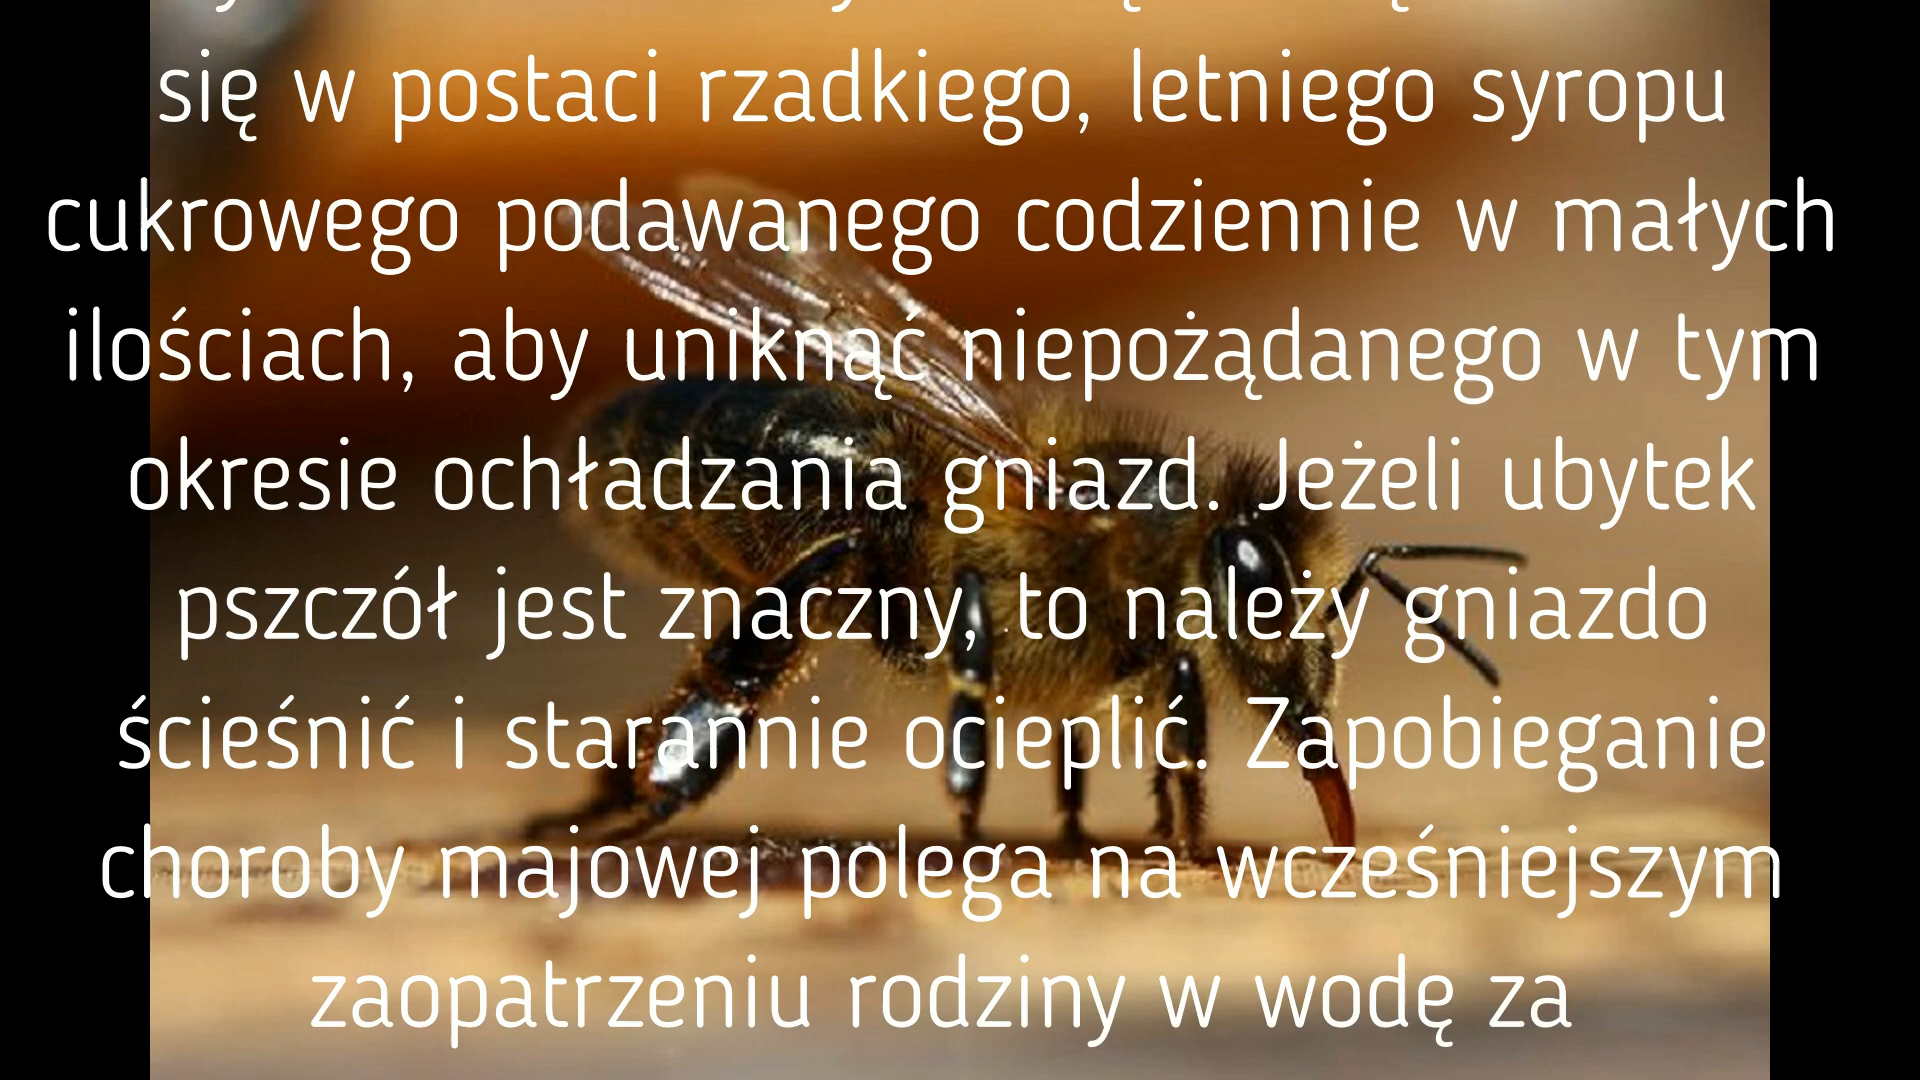 się w postaci rzadkiego, letniego syropu
cukrowego podawanego codziennie w małych
ilościach, aby uniknąć niepożądanego w tym
okresie ochładzania gniazd. Jeżeli ubytek
pszczół jest znaczny, to należy gniazdo
ścieśnić i starannie ocieplić. Zapobieganie
choroby majowej polega na wcześniejszym
zaopatrzeniu rodziny w wodę za